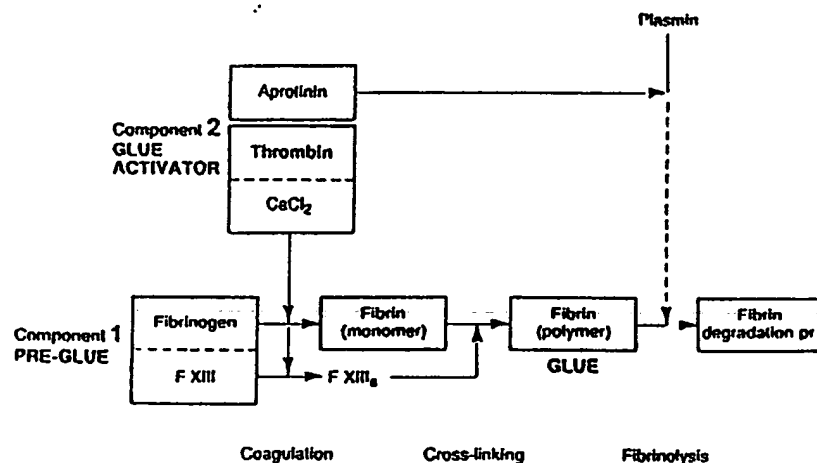 Plasmin
Aprotinin
Component 2
GLUE
ACTIVATOR
Thrombin
CaCl₂
Component 1
PRE-GLUE
Fibrinogen
F XIII
Fibrin
(monomer)
F XIIIₐ
Fibrin
(polymer)
GLUE
Fibrin
degradation pr
Coagulation
Cross-linking
Fibrinolysis